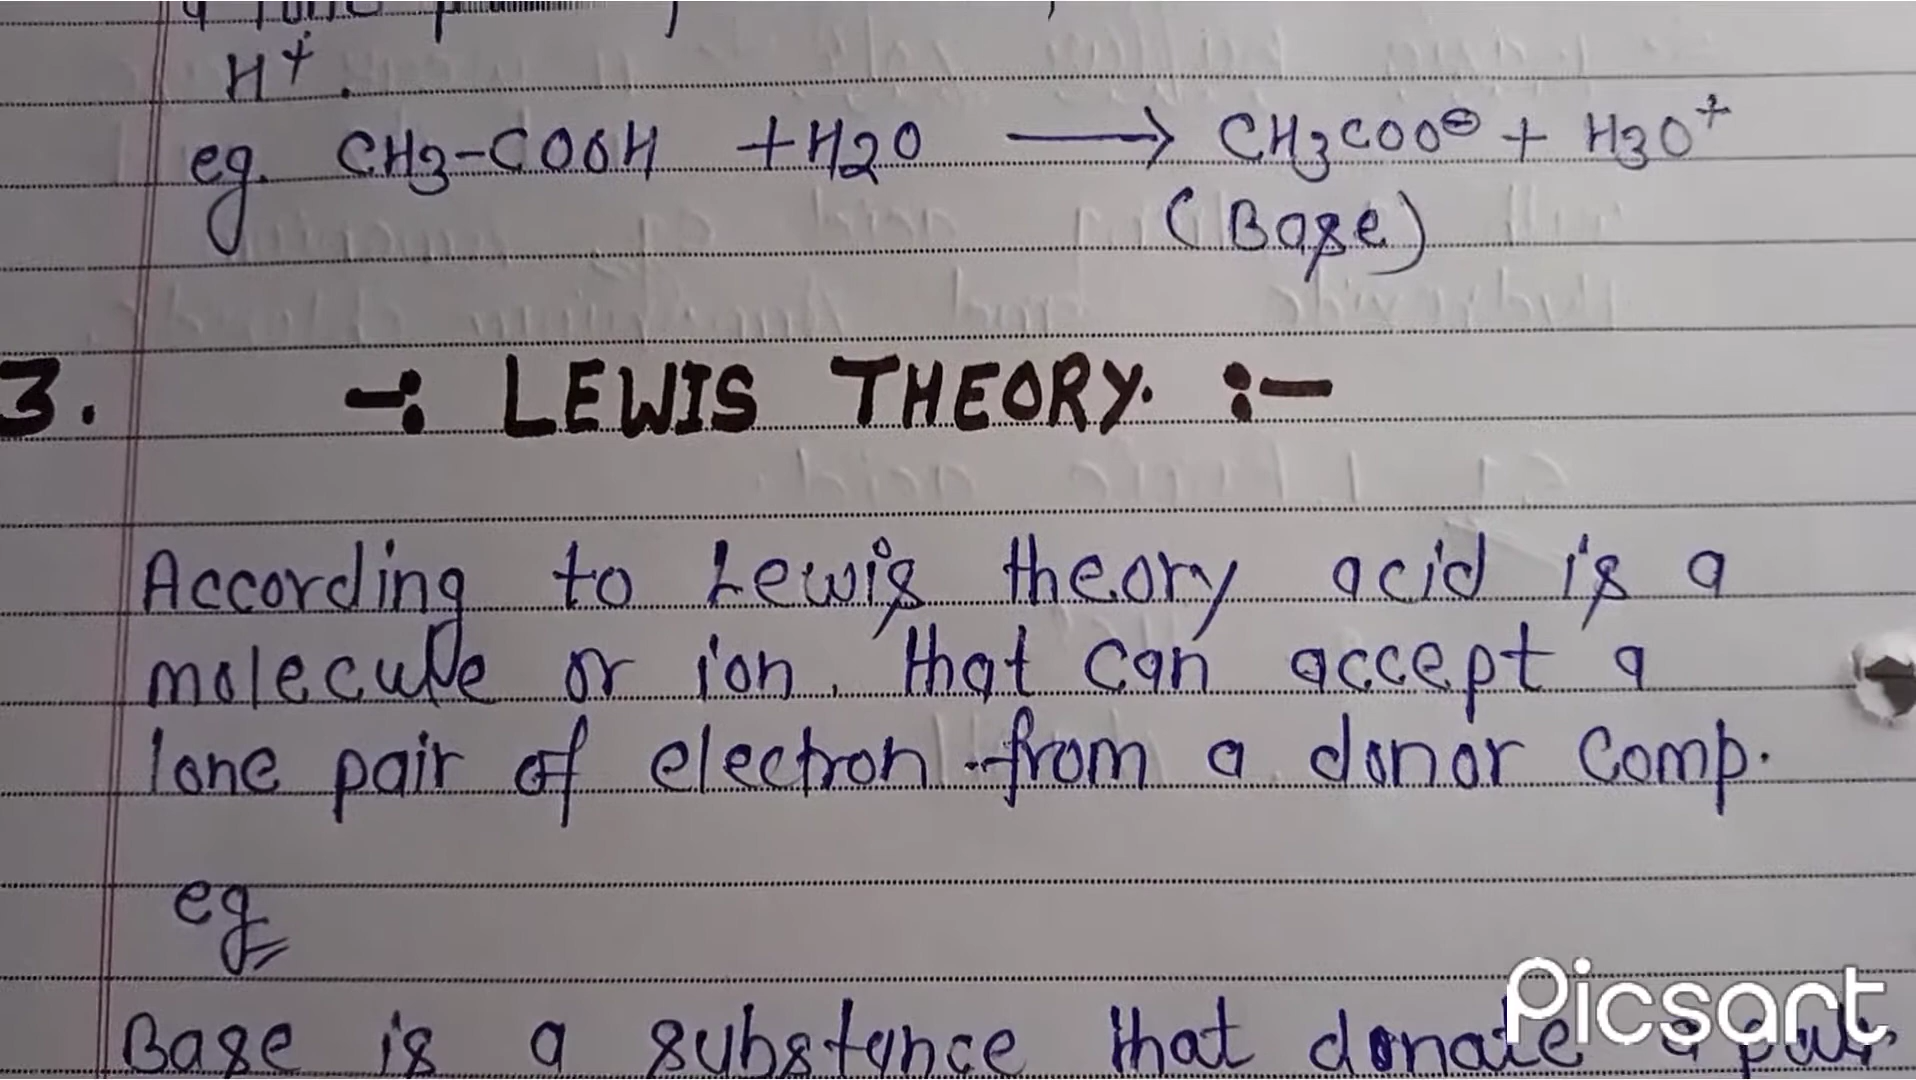 H⁺.
eg. CH3-COOH +H2O ⟶ CH3COO⊖ + H3O⁺
(Base)
3. -: LEWIS THEORY. :-
According to Lewis theory acid is a
molecule or ion. that can accept a
lone pair of electron from a donor comp.
eg
Base is a substance that donate a pair
Picsart